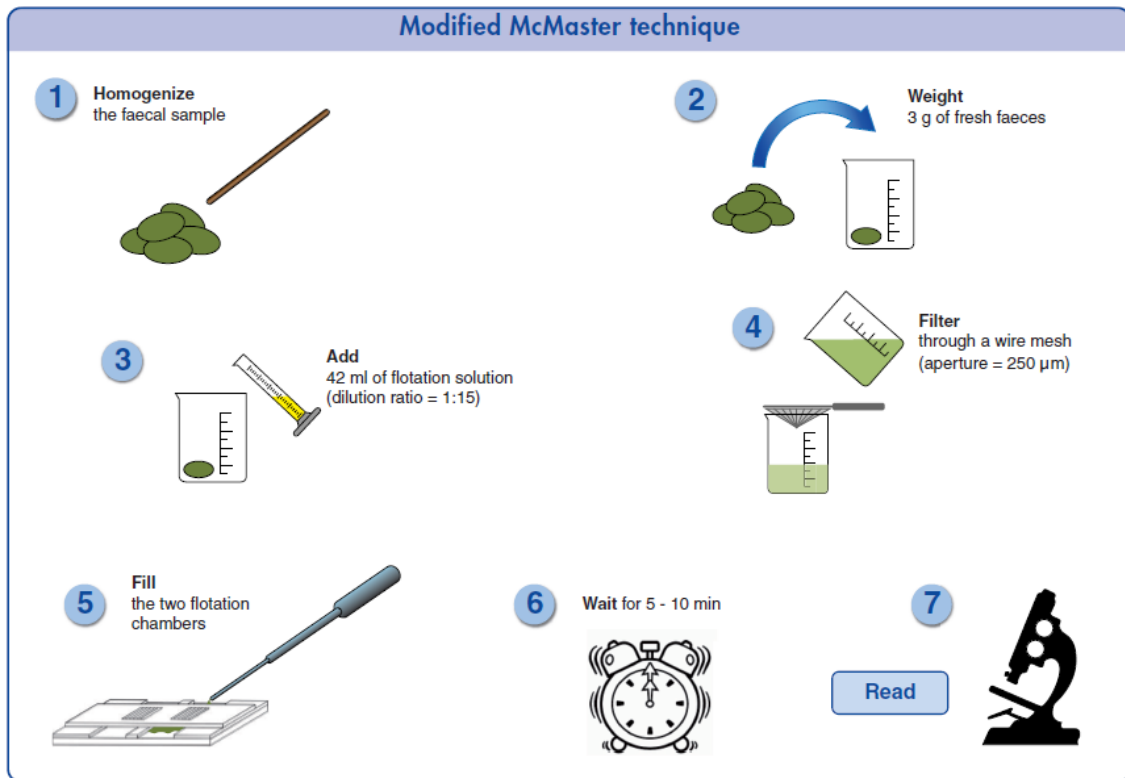 Modified McMaster technique
1
Homogenize
the faecal sample
2
Weight
3 g of fresh faeces
3
Add
42 ml of flotation solution
(dilution ratio = 1:15)
4
Filter
through a wire mesh
(aperture = 250 µm)
5
Fill
the two flotation
chambers
6
Wait for 5 - 10 min
7
Read